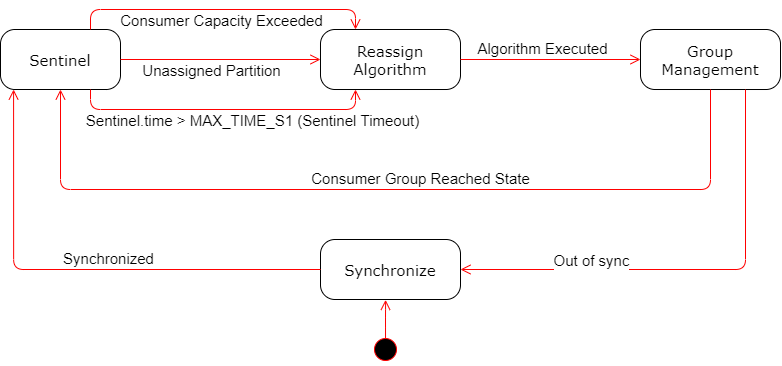 Consumer Capacity Exceeded
Sentinel
Unassigned Partition
Reassign
Algorithm
Algorithm Executed
Group
Management
Sentinel.time > MAX_TIME_S1 (Sentinel Timeout)
Consumer Group Reached State
Synchronized
Synchronize
Out of sync